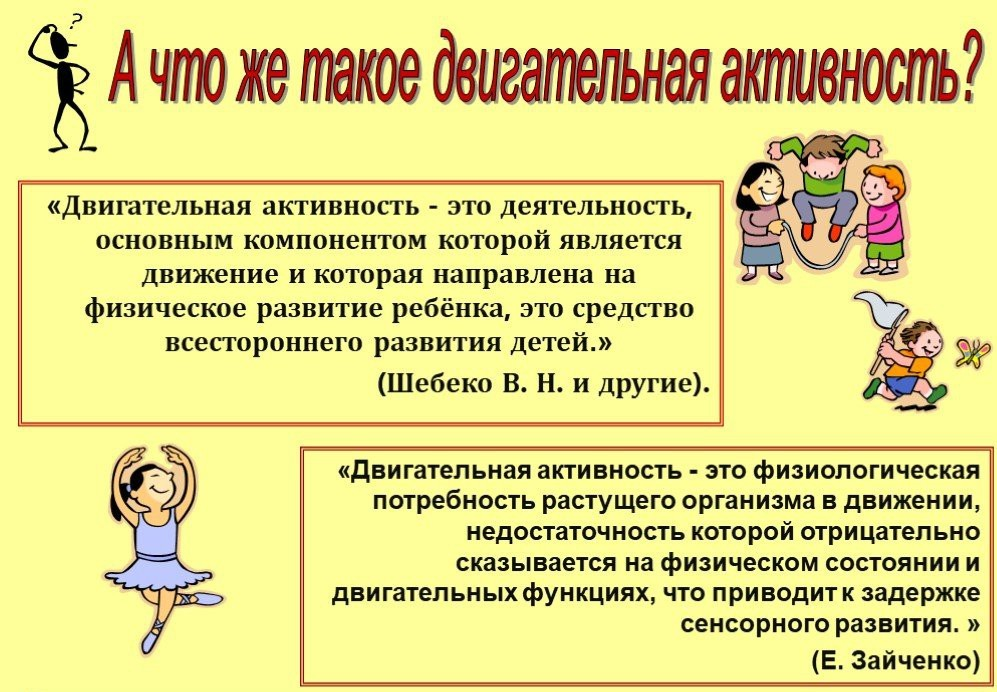 ?
А что же такое двигательная активность?
«Двигательная активность - это деятельность,
основным компонентом которой является
движение и которая направлена на
физическое развитие ребёнка, это средство
всестороннего развития детей.»
(Шебеко В. Н. и другие).
«Двигательная активность - это физиологическая
потребность растущего организма в движении,
недостаточность которой отрицательно
сказывается на физическом состоянии и
двигательных функциях, что приводит к задержке
сенсорного развития. »
(Е. Зайченко)